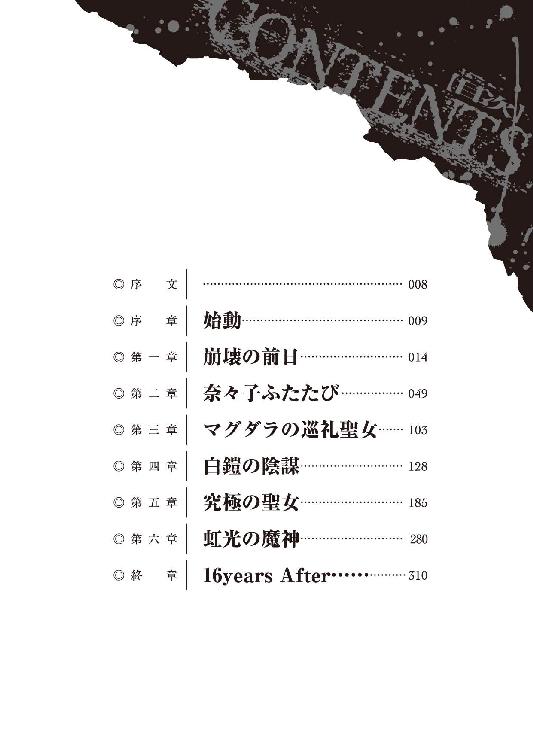 CONTENTS
目次
◎序文 008
◎序章 始動 009
◎第一章 崩壊の前日 014
◎第二章 奈々子ふたたび 049
◎第三章 マグダラの巡礼聖女 103
◎第四章 白鎧の陰謀 128
◎第五章 究極の聖女 185
◎第六章 虹光の魔神 280
◎終章 16years After 310